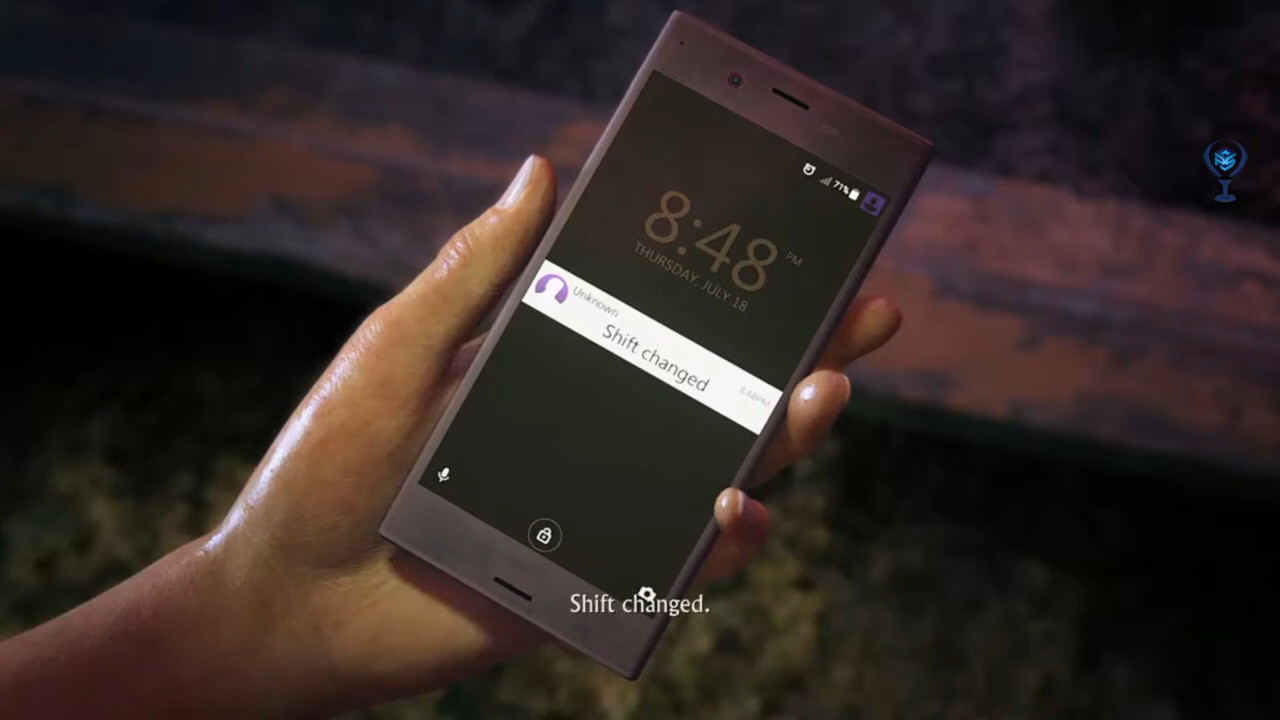 71%
8:48 PM
THURSDAY, JULY 18
Unknown
Shift changed
8:48PM
Shift changed.